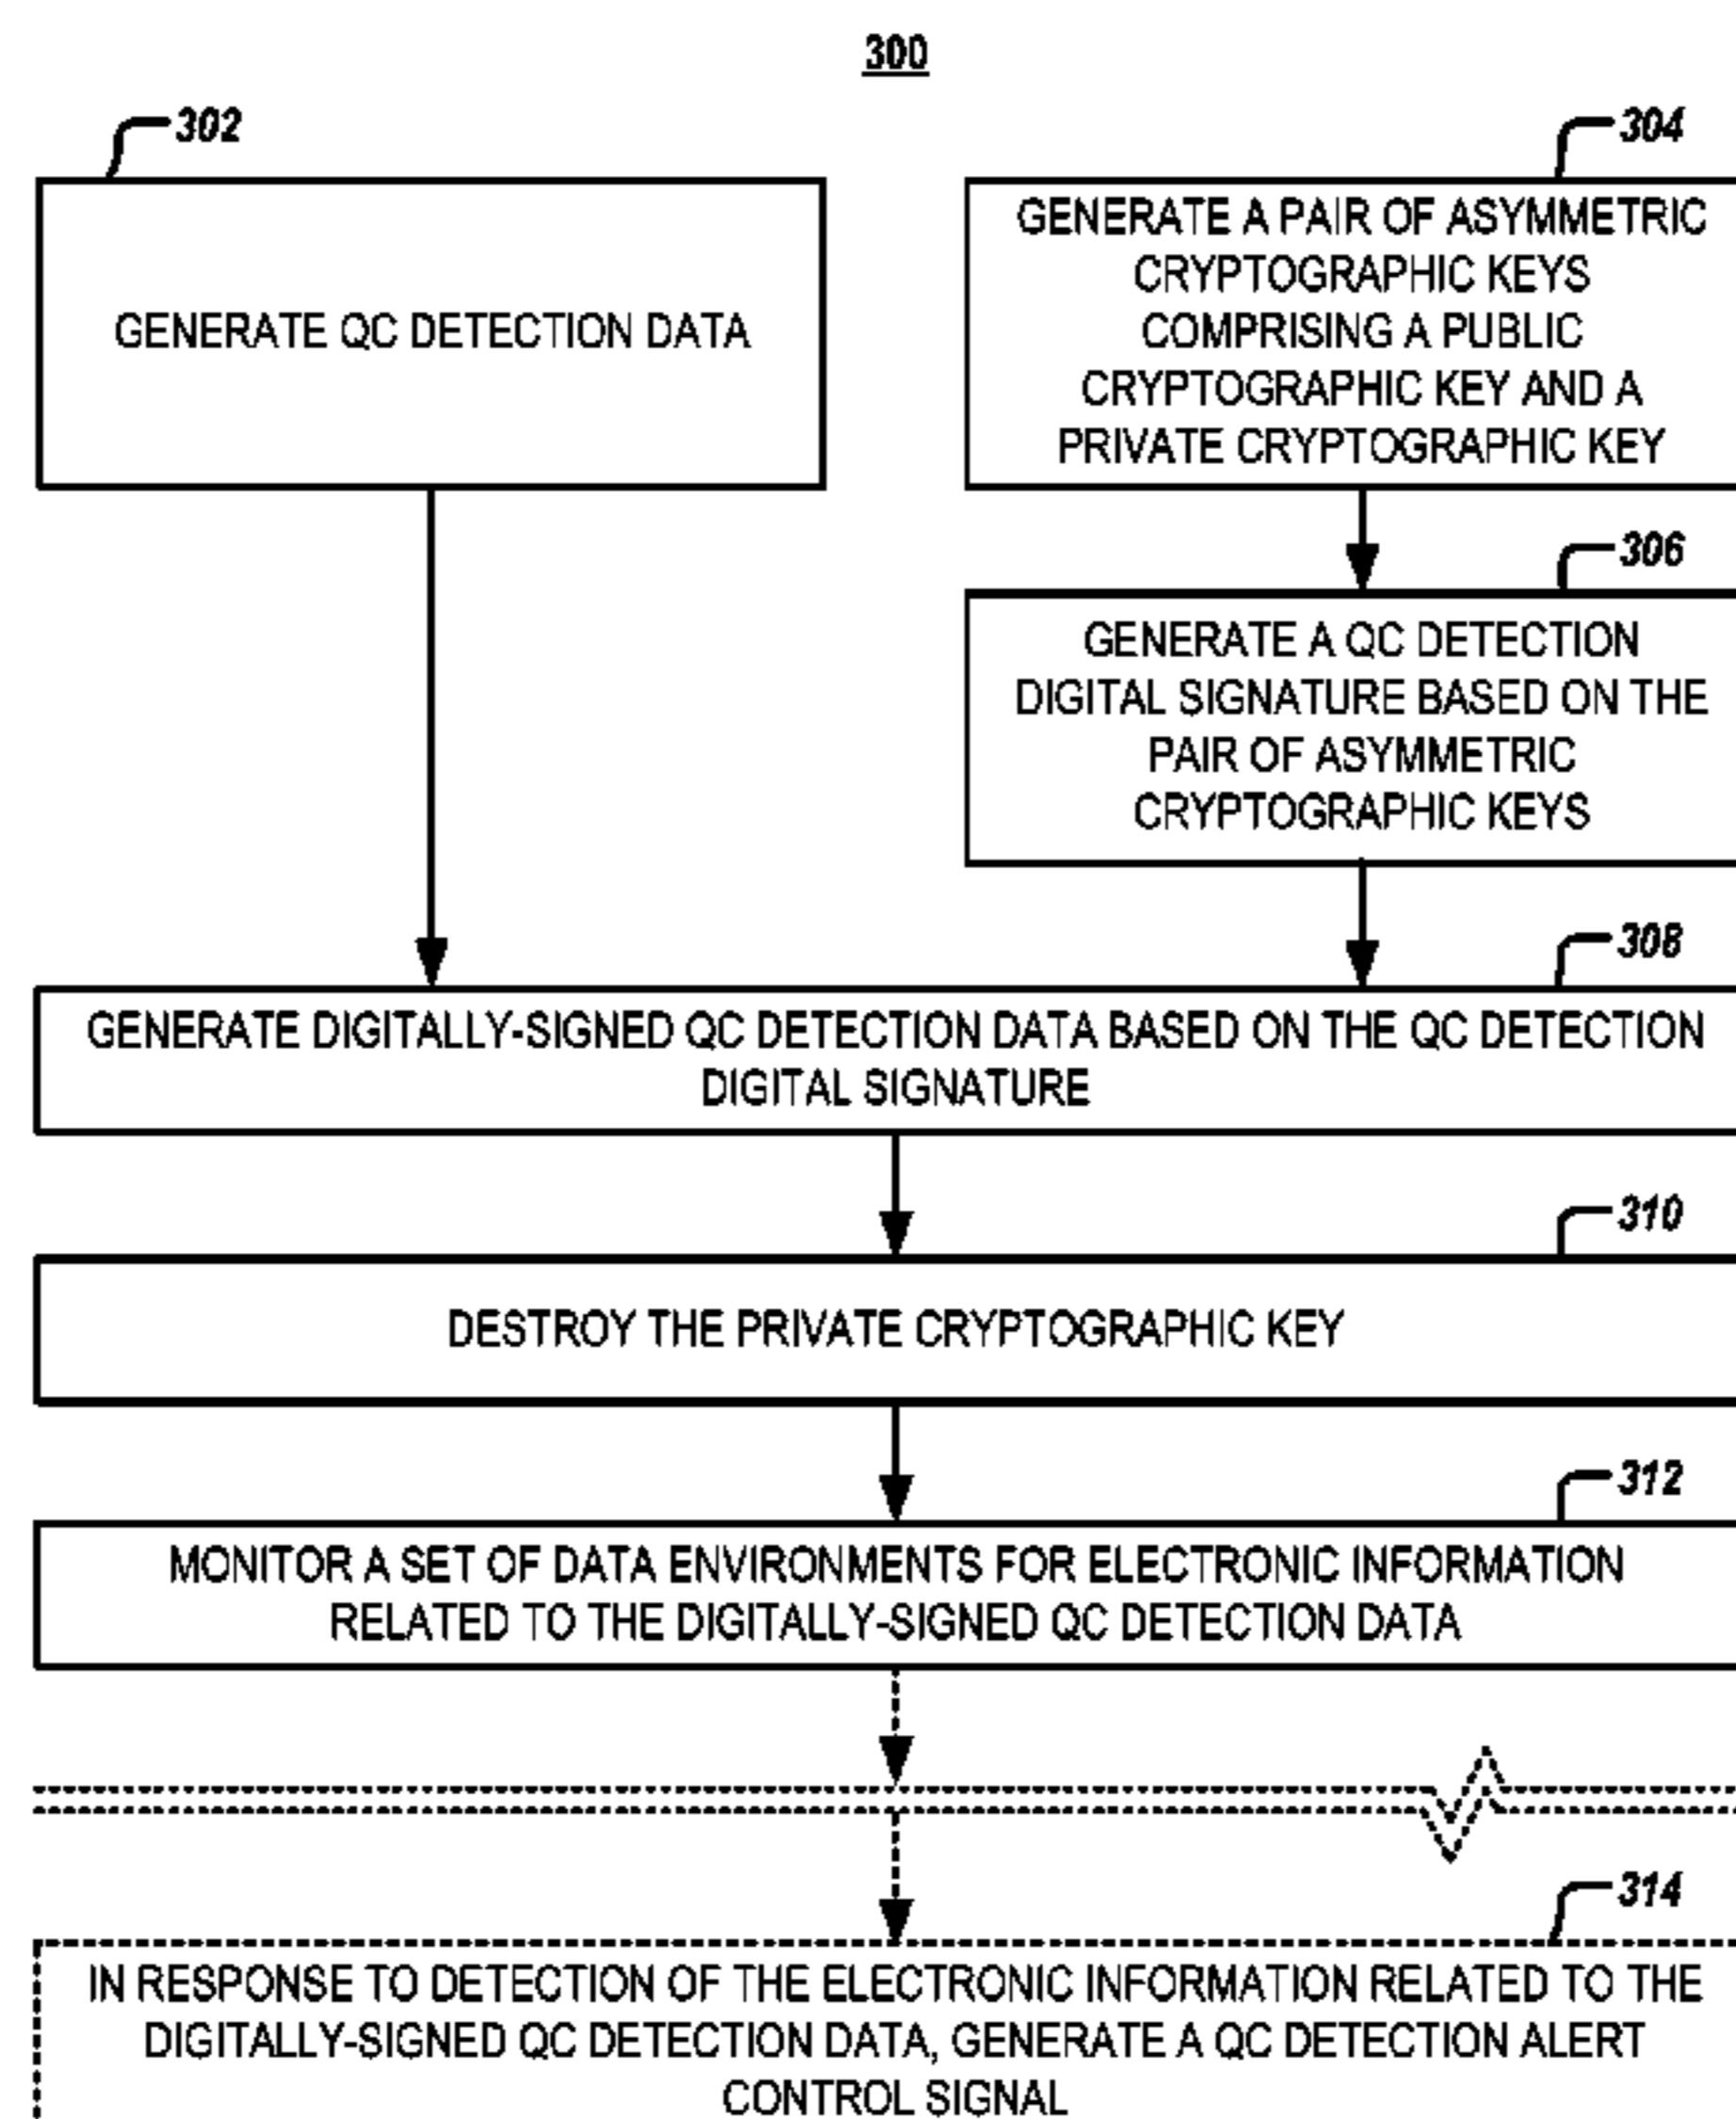 300
302
GENERATE QC DETECTION DATA
304
GENERATE A PAIR OF ASYMMETRIC
CRYPTOGRAPHIC KEYS
COMPRISING A PUBLIC
CRYPTOGRAPHIC KEY AND A
PRIVATE CRYPTOGRAPHIC KEY
306
GENERATE A QC DETECTION
DIGITAL SIGNATURE BASED ON THE
PAIR OF ASYMMETRIC
CRYPTOGRAPHIC KEYS
308
GENERATE DIGITALLY-SIGNED QC DETECTION DATA BASED ON THE QC DETECTION
DIGITAL SIGNATURE
310
DESTROY THE PRIVATE CRYPTOGRAPHIC KEY
312
MONITOR A SET OF DATA ENVIRONMENTS FOR ELECTRONIC INFORMATION
RELATED TO THE DIGITALLY-SIGNED QC DETECTION DATA
314
IN RESPONSE TO DETECTION OF THE ELECTRONIC INFORMATION RELATED TO THE
DIGITALLY-SIGNED QC DETECTION DATA, GENERATE A QC DETECTION ALERT
CONTROL SIGNAL